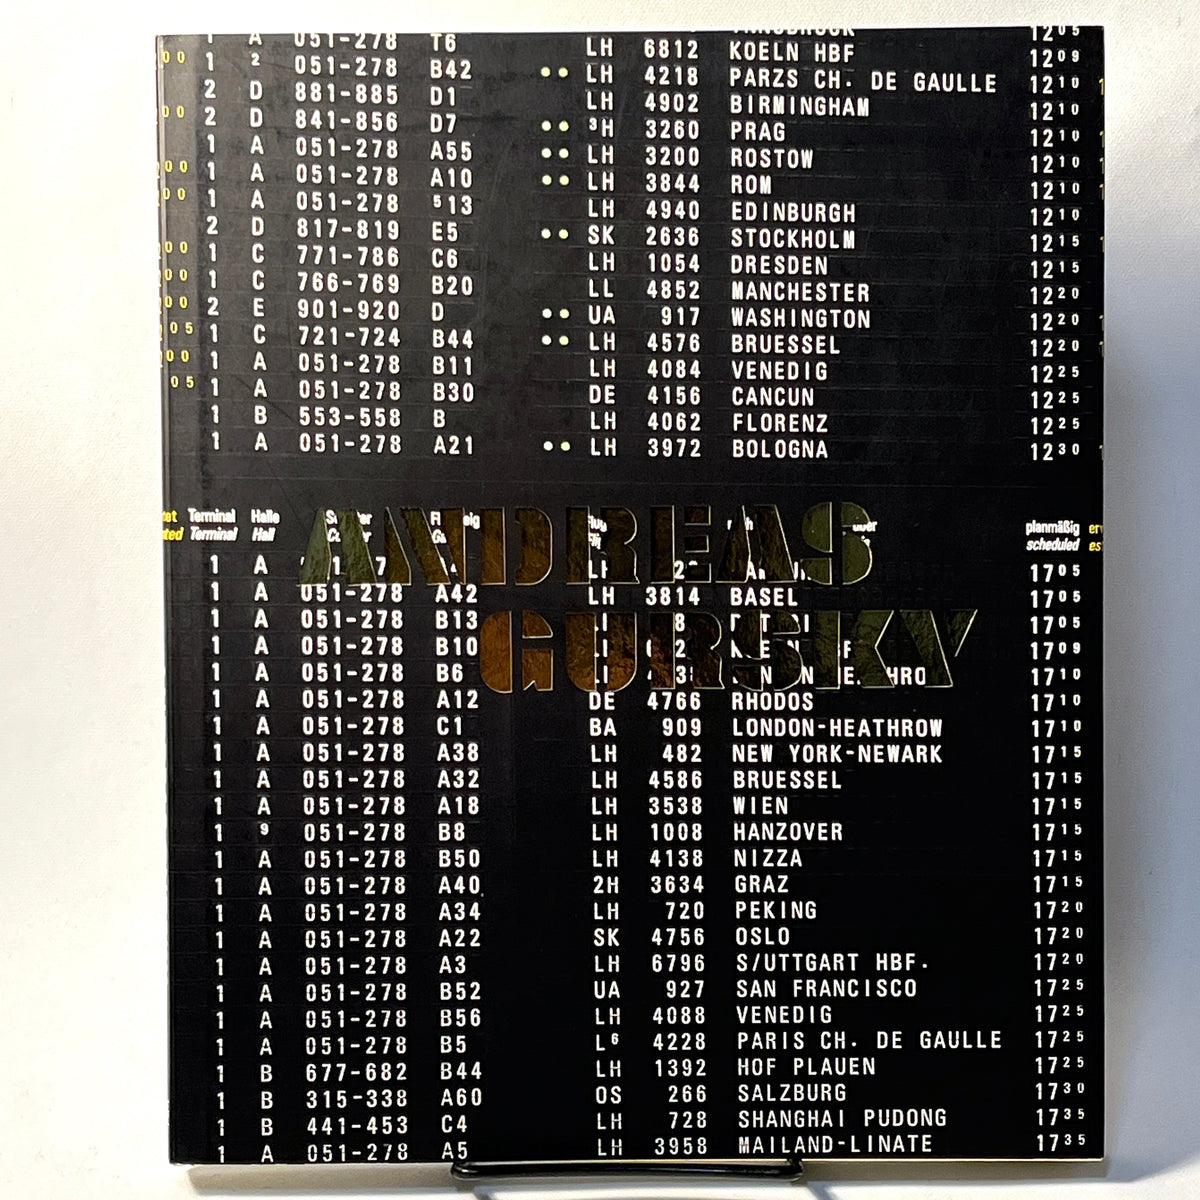 12⁰⁵
1 A 051-278 T6 LH 6812 KOELN HBF 12⁰⁹
00 1 ² 051-278 B42 •• LH 4218 PARZS CH. DE GAULLE 12¹⁰
2 D 881-885 D1 LH 4902 BIRMINGHAM 12¹⁰
00 2 D 841-856 D7 •• ³H 3260 PRAG 12¹⁰
1 A 051-278 A55 •• LH 3200 ROSTOW 12¹⁰
00 1 A 051-278 A10 •• LH 3844 ROM 12¹⁰
00 1 A 051-278 ⁵13 LH 4940 EDINBURGH 12¹⁰
2 D 817-819 E5 •• SK 2636 STOCKHOLM 12¹⁵
00 1 C 771-786 C6 LH 1054 DRESDEN 12¹⁵
00 1 C 766-769 B20 LL 4852 MANCHESTER 12²⁰
00 2 E 901-920 D •• UA 917 WASHINGTON 12²⁰
05 1 C 721-724 B44 •• LH 4576 BRUESSEL 12²⁰
00 1 A 051-278 B11 LH 4084 VENEDIG 12²⁵
05 1 A 051-278 B30 DE 4156 CANCUN 12²⁵
1 B 553-558 B LH 4062 FLORENZ 12²⁵
1 A 051-278 A21 •• LH 3972 BOLOGNA 12³⁰
ANDREAS
GURSKY
Terminal Halle planmäßig
Terminal Hall scheduled
1 A 17⁰⁵
1 A 051-278 A42 LH 3814 BASEL 17⁰⁵
1 A 051-278 B13 17⁰⁵
1 A 051-278 B10 17⁰⁹
1 A 051-278 B6 17¹⁰
1 A 051-278 A12 DE 4766 RHODOS 17¹⁰
1 A 051-278 C1 BA 909 LONDON-HEATHROW 17¹⁰
1 A 051-278 A38 LH 482 NEW YORK-NEWARK 17¹⁵
1 A 051-278 A32 LH 4586 BRUESSEL 17¹⁵
1 A 051-278 A18 LH 3538 WIEN 17¹⁵
1 ⁹ 051-278 B8 LH 1008 HANZOVER 17¹⁵
1 A 051-278 B50 LH 4138 NIZZA 17¹⁵
1 A 051-278 A40 2H 3634 GRAZ 17¹⁵
1 A 051-278 A34 LH 720 PEKING 17²⁰
1 A 051-278 A22 SK 4756 OSLO 17²⁰
1 A 051-278 A3 LH 6796 S/UTTGART HBF. 17²⁰
1 A 051-278 B52 UA 927 SAN FRANCISCO 17²⁵
1 A 051-278 B56 LH 4088 VENEDIG 17²⁵
1 A 051-278 B5 L⁶ 4228 PARIS CH. DE GAULLE 17²⁵
1 B 677-682 B44 LH 1392 HOF PLAUEN 17²⁵
1 B 315-338 A60 OS 266 SALZBURG 17³⁰
1 B 441-453 C4 LH 728 SHANGHAI PUDONG 17³⁵
1 A 051-278 A5 LH 3958 MAILAND-LINATE 17³⁵